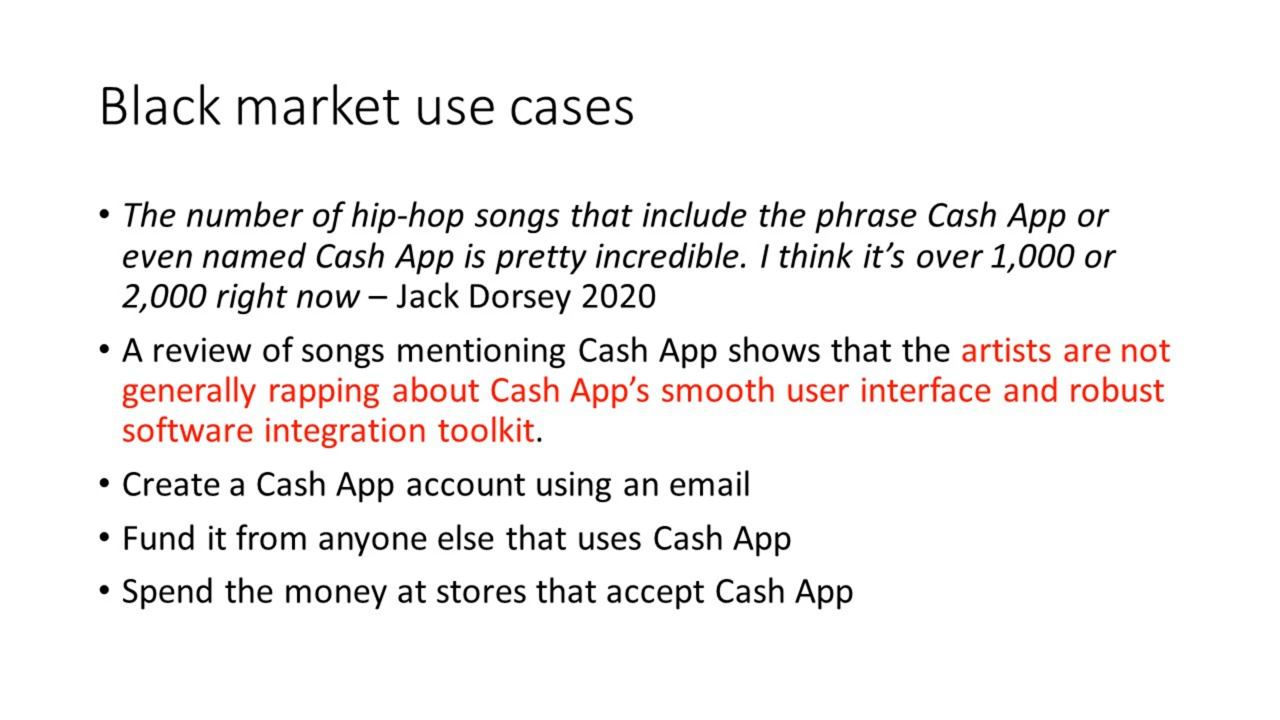 Black market use cases
• The number of hip-hop songs that include the phrase Cash App or
even named Cash App is pretty incredible. I think it’s over 1,000 or
2,000 right now – Jack Dorsey 2020
• A review of songs mentioning Cash App shows that the artists are not
generally rapping about Cash App’s smooth user interface and robust
software integration toolkit.
• Create a Cash App account using an email
• Fund it from anyone else that uses Cash App
• Spend the money at stores that accept Cash App